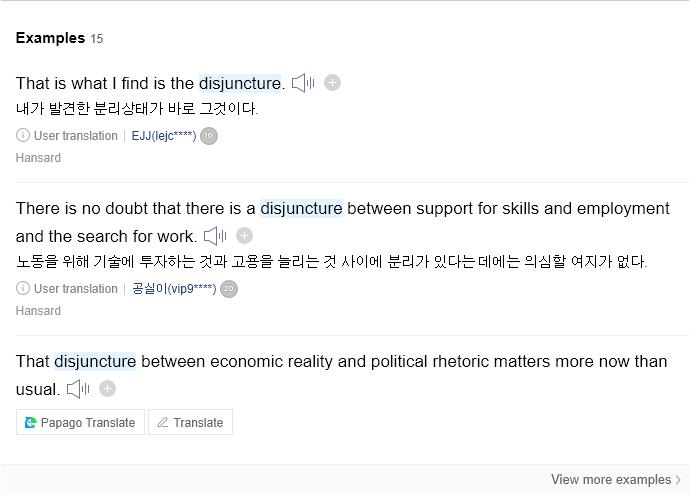 Examples 15
That is what I find is the disjuncture.
내가 발견한 분리상태가 바로 그것이다.
User translation | EJJ(lejc****) 10
Hansard
There is no doubt that there is a disjuncture between support for skills and employment
and the search for work.
노동을 위해 기술에 투자하는 것과 고용을 늘리는 것 사이에 분리가 있다는 데에는 의심할 여지가 없다.
User translation | 공실이(vip9****) 20
Hansard
That disjuncture between economic reality and political rhetoric matters more now than
usual.
Papago Translate Translate
View more examples